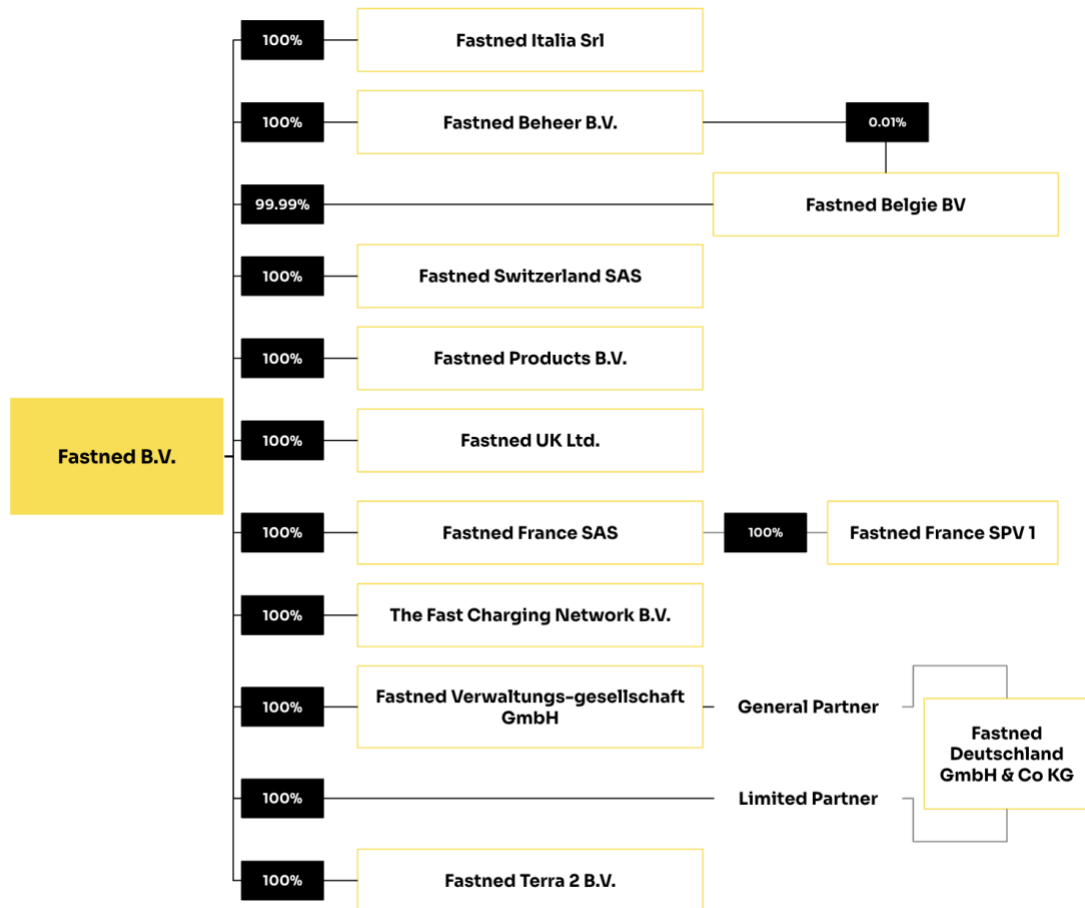 100%
Fastned Italia Srl
100%
Fastned Beheer B.V.
0.01%
99.99%
Fastned Belgie BV
100%
Fastned Switzerland SAS
100%
Fastned Products B.V.
Fastned B.V.
100%
Fastned UK Ltd.
100%
Fastned France SAS
100%
Fastned France SPV 1
100%
The Fast Charging Network B.V.
100%
Fastned Verwaltungs-gesellschaft
GmbH
General Partner
Fastned
Deutschland
GmbH & Co KG
100%
Limited Partner
100%
Fastned Terra 2 B.V.